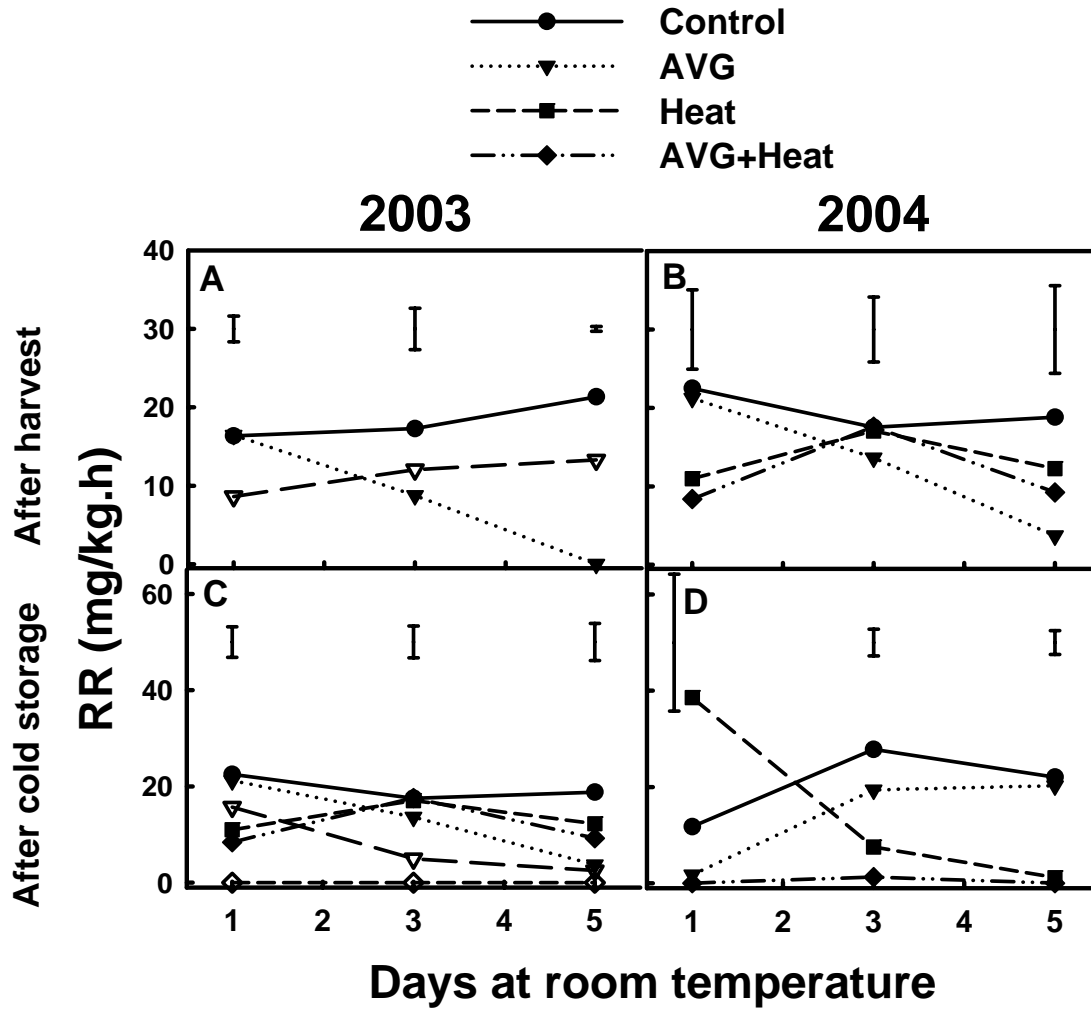 Control
AVG
Heat
AVG+Heat
2003 2004
After harvest
After cold storage
RR (mg/kg.h)
A
40
30
20
10
0
B
C
60
40
20
0
1 2 3 4 5
D
1 2 3 4 5
Days at room temperature